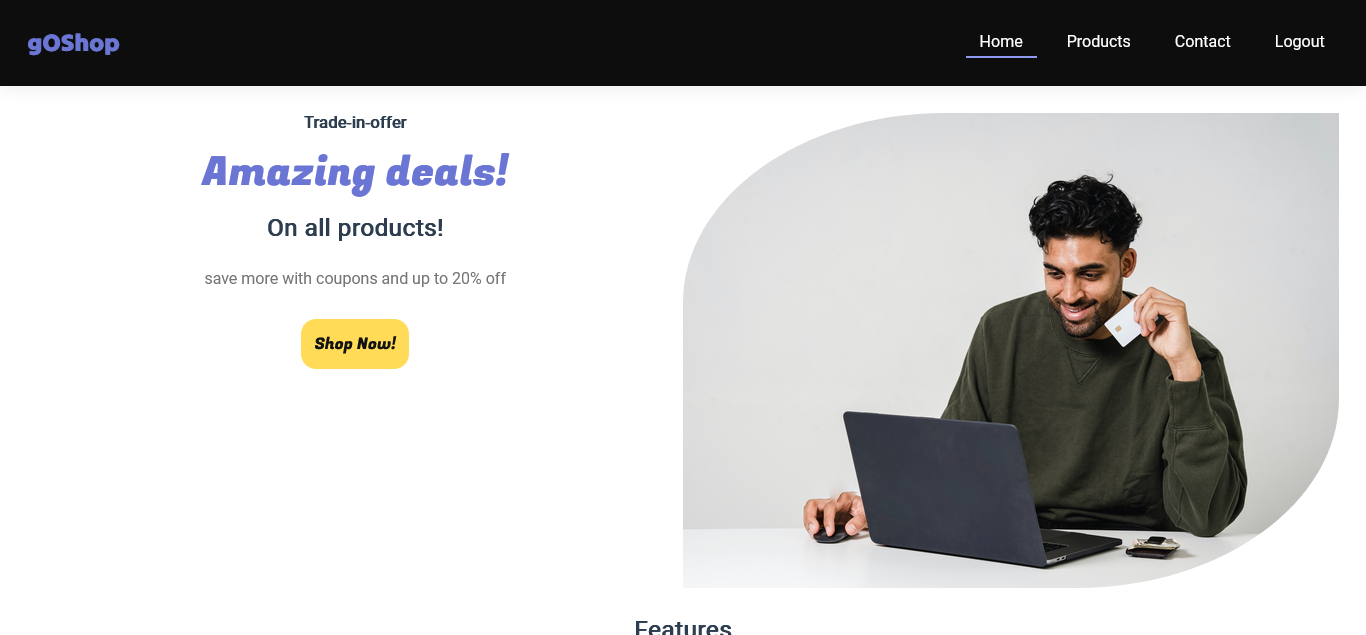 gOShop
Home Products Contact Logout
Trade-in-offer
Amazing deals!
On all products!
save more with coupons and up to 20% off
Shop Now!
Features